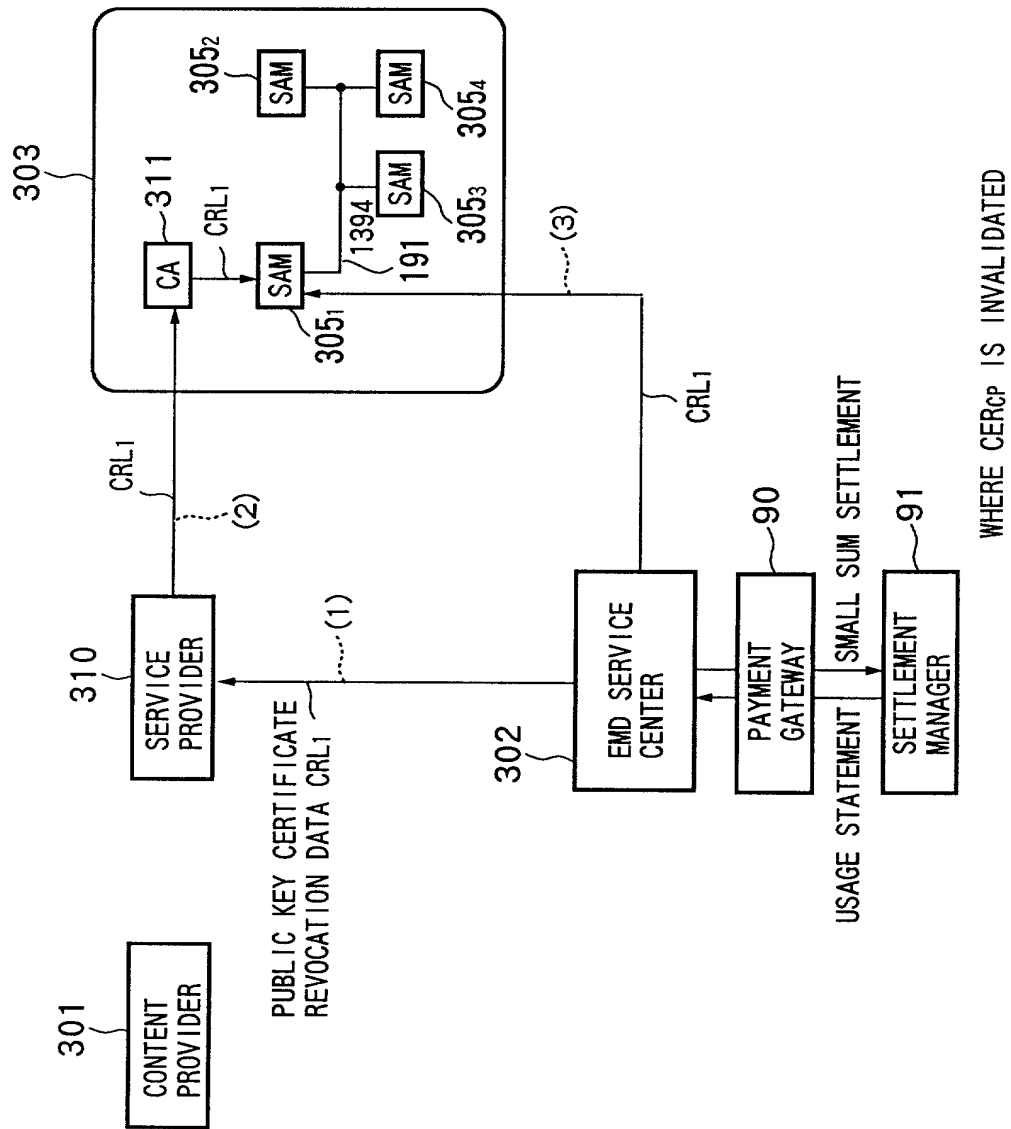 301
CONTENT
PROVIDER
310
SERVICE
PROVIDER
CRL1
(2)
303
311
CA
CRL1
SAM
3051
1394
191
SAM
3052
SAM
3053
SAM
3054
PUBLIC KEY CERTIFICATE
REVOCATION DATA CRL1
(1)
(3)
CRL1
302
EMD SERVICE
CENTER
90
PAYMENT
GATEWAY
USAGE STATEMENT
SMALL SUM SETTLEMENT
91
SETTLEMENT
MANAGER
WHERE CERCP IS INVALIDATED